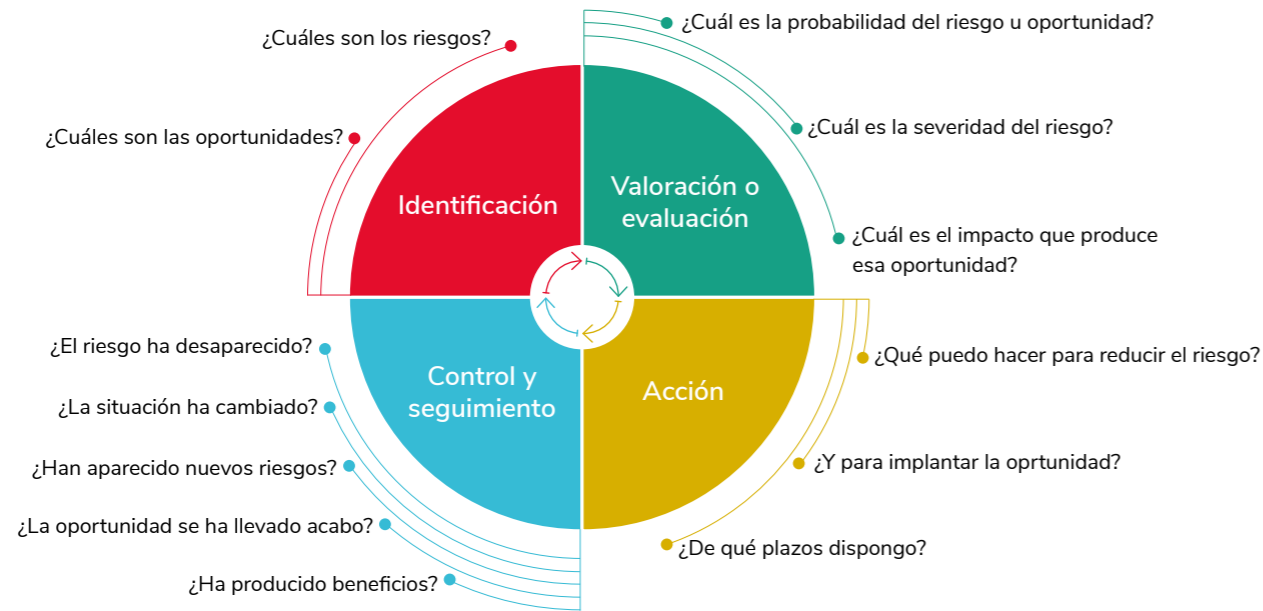 ¿Cuáles son los riesgos?
¿Cuáles son las oportunidades?
Identificación
¿Cuál es la probabilidad del riesgo u oportunidad?
¿Cuál es la severidad del riesgo?
¿Cuál es el impacto que produce
esa oportunidad?
Valoración o
evaluación
¿Qué puedo hacer para reducir el riesgo?
¿Y para implantar la oprtunidad?
¿De qué plazos dispongo?
Acción
Control y
seguimiento
¿El riesgo ha desaparecido?
¿La situación ha cambiado?
¿Han aparecido nuevos riesgos?
¿La oportunidad se ha llevado acabo?
¿Ha producido beneficios?